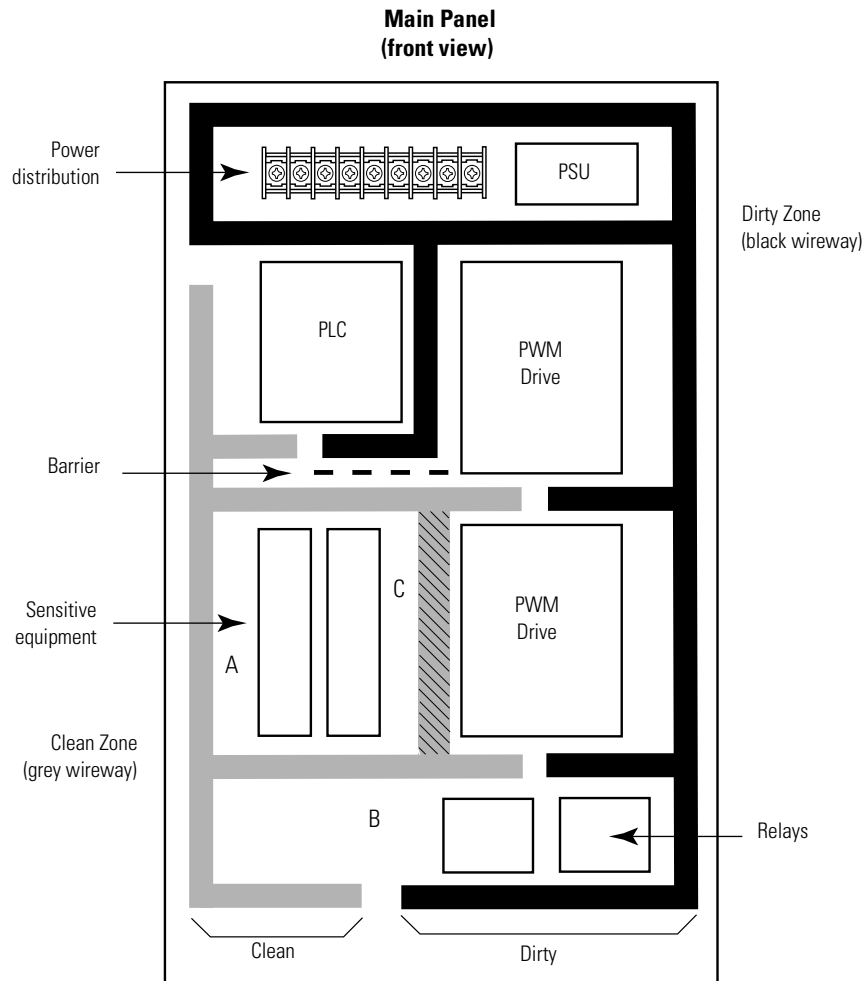 Main Panel
(front view)
Power
distribution
PSU
Dirty Zone
(black wireway)
PLC
PWM
Drive
Barrier
C
PWM
Drive
Sensitive
equipment
A
Clean Zone
(grey wireway)
B
Relays
Clean
Dirty